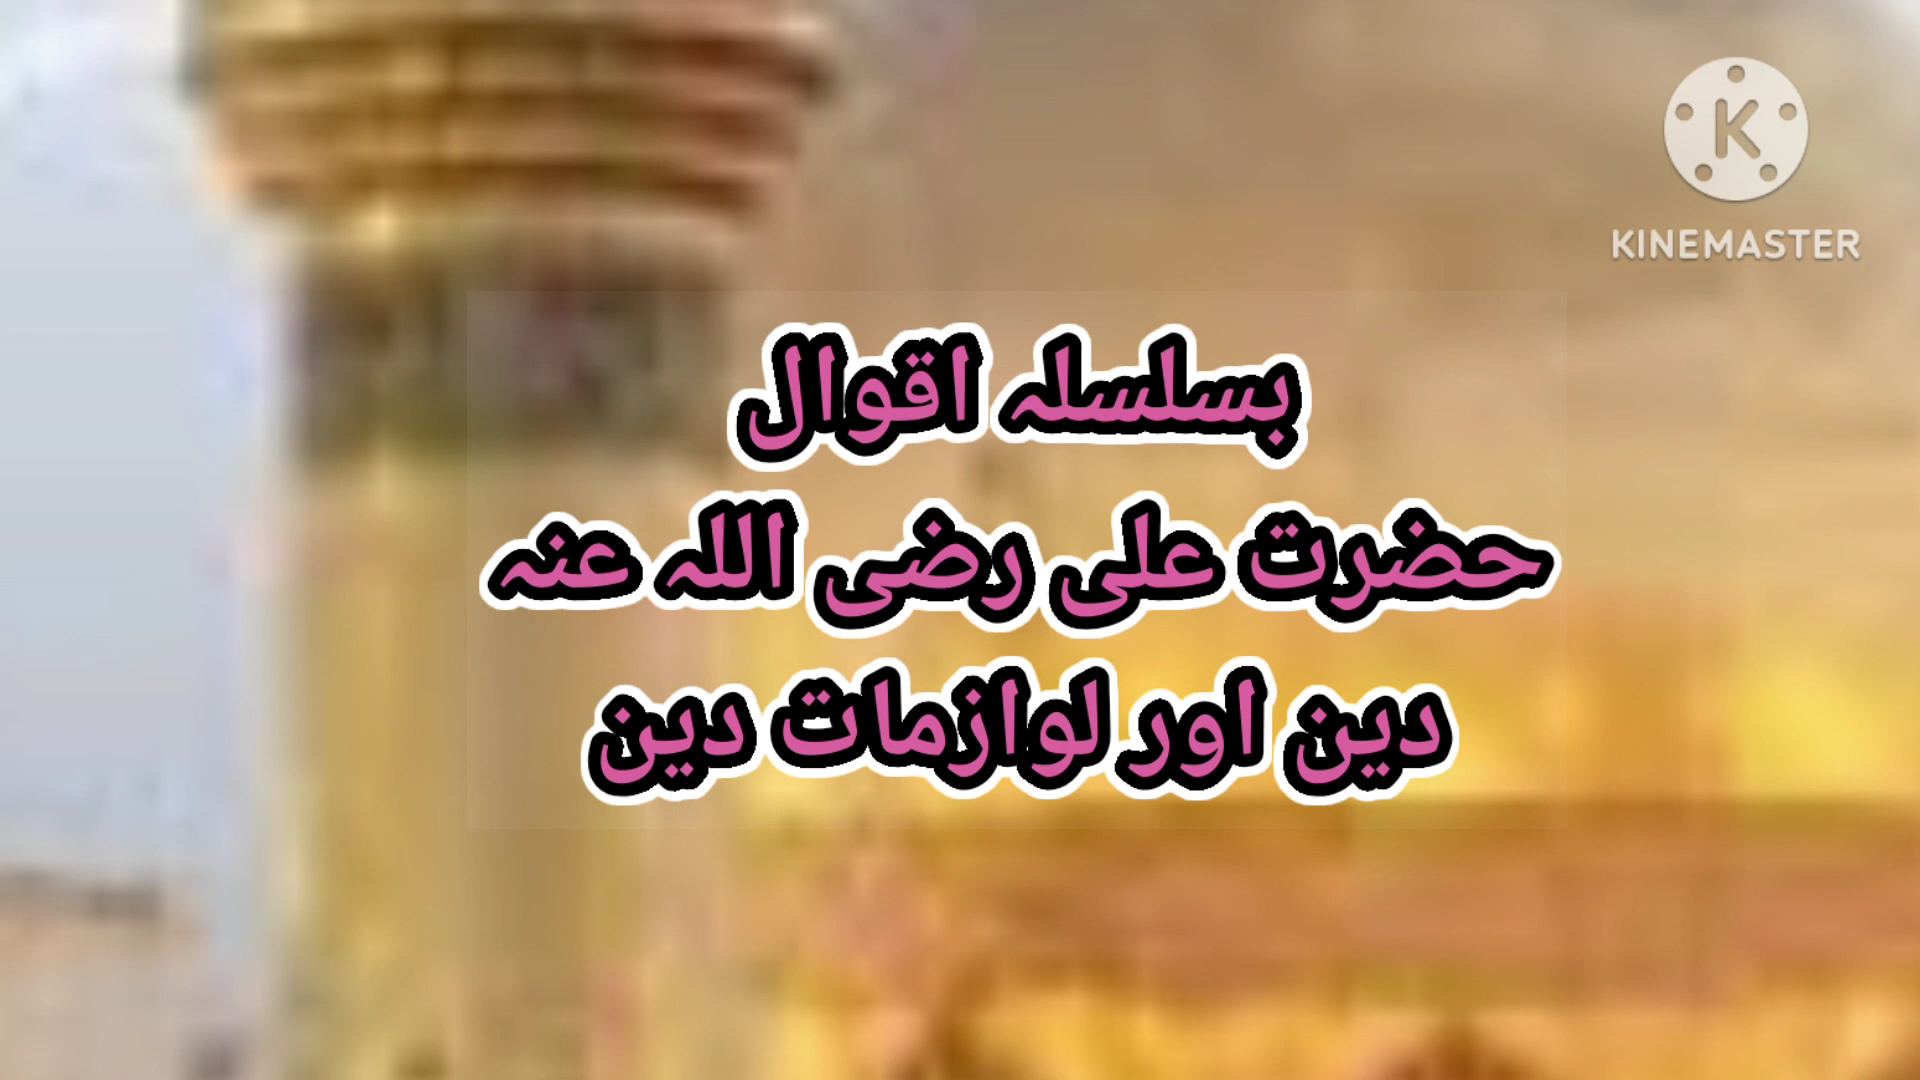 KINEMASTER
بسلسلہ اقوال
حضرت علی رضی اللہ عنہ
دین اور لوازمات دین